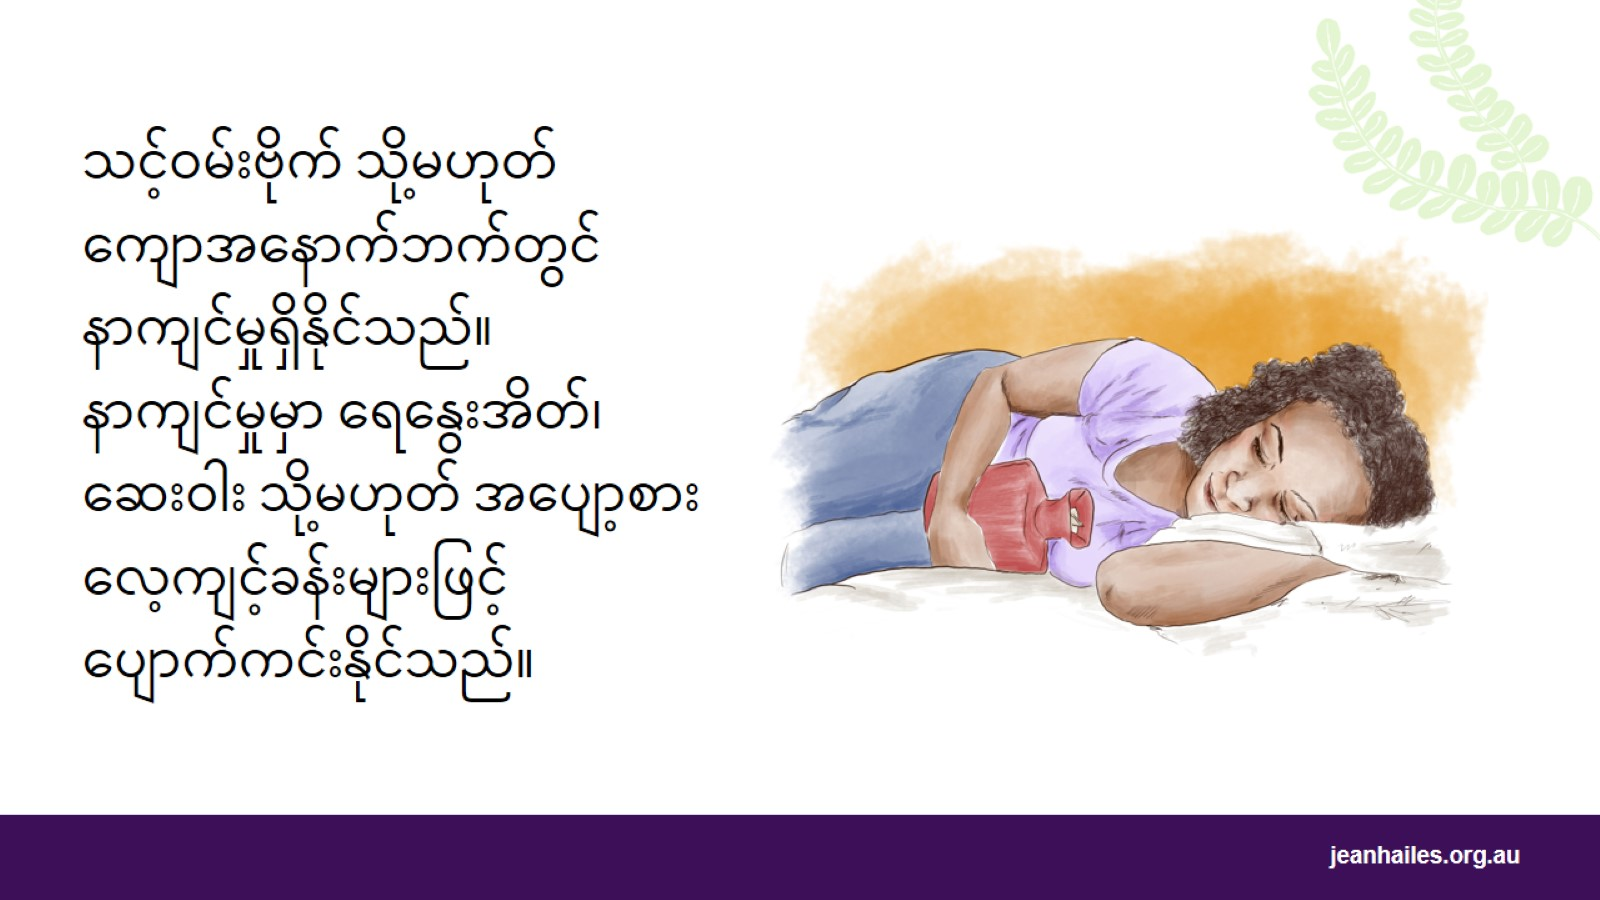 သင့်ဝမ်းဗိုက် သို့မဟုတ်
ကျောအနောက်ဘက်တွင်
နာကျင်မှုရှိနိုင်သည်။
နာကျင်မှုမှာ ရေနွေးအိတ်၊
ဆေးဝါး သို့မဟုတ် အပျော့စား
လေ့ကျင့်ခန်းများဖြင့်
ပျောက်ကင်းနိုင်သည်။
jeanhailes.org.au